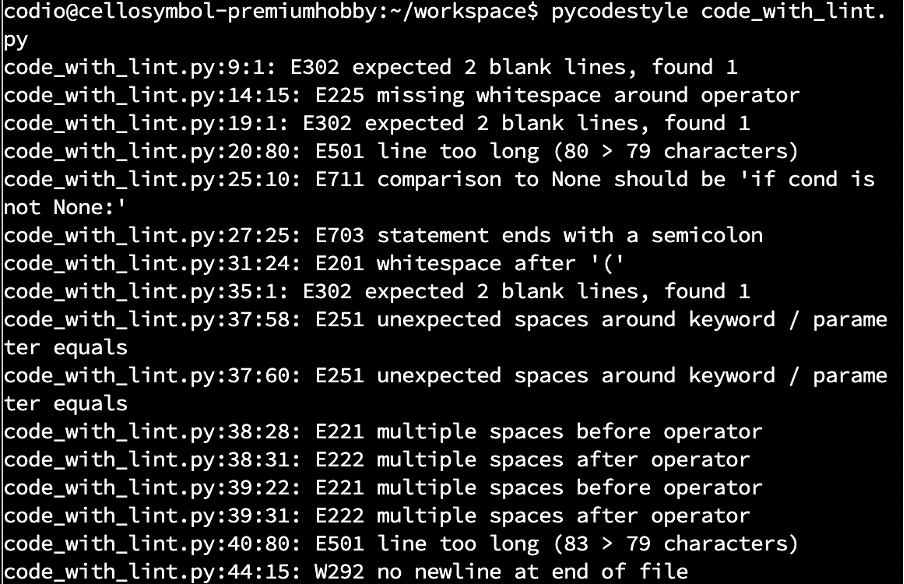 codio@cellosymbol-premiumhobby:~/workspace$ pycodestyle code_with_lint.
py
code_with_lint.py:9:1: E302 expected 2 blank lines, found 1
code_with_lint.py:14:15: E225 missing whitespace around operator
code_with_lint.py:19:1: E302 expected 2 blank lines, found 1
code_with_lint.py:20:80: E501 line too long (80 > 79 characters)
code_with_lint.py:25:10: E711 comparison to None should be 'if cond is
not None:'
code_with_lint.py:27:25: E703 statement ends with a semicolon
code_with_lint.py:31:24: E201 whitespace after '('
code_with_lint.py:35:1: E302 expected 2 blank lines, found 1
code_with_lint.py:37:58: E251 unexpected spaces around keyword / parame
ter equals
code_with_lint.py:37:60: E251 unexpected spaces around keyword / parame
ter equals
code_with_lint.py:38:28: E221 multiple spaces before operator
code_with_lint.py:38:31: E222 multiple spaces after operator
code_with_lint.py:39:22: E221 multiple spaces before operator
code_with_lint.py:39:31: E222 multiple spaces after operator
code_with_lint.py:40:80: E501 line too long (83 > 79 characters)
code_with_lint.py:44:15: W292 no newline at end of file